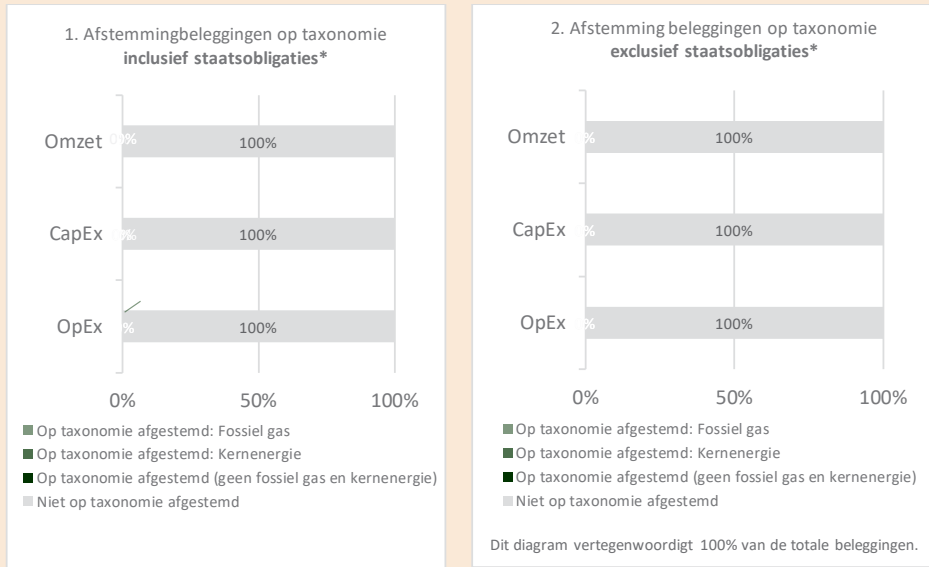 1. Afstemmingbeleggingen op taxonomie
inclusief staatsobligaties*
Omzet
100%
CapEx
100%
OpEx
100%
0%
50%
100%
Op taxonomie afgestemd: Fossiel gas
Op taxonomie afgestemd: Kernenergie
Op taxonomie afgestemd (geen fossiel gas en kernenergie)
Niet op taxonomie afgestemd
2. Afstemming beleggingen op taxonomie
exclusief staatsobligaties*
Omzet
100%
CapEx
100%
OpEx
100%
0%
50%
100%
Op taxonomie afgestemd: Fossiel gas
Op taxonomie afgestemd: Kernenergie
Op taxonomie afgestemd (geen fossiel gas en kernenergie)
Niet op taxonomie afgestemd
Dit diagram vertegenwoordigt 100% van de totale beleggingen.